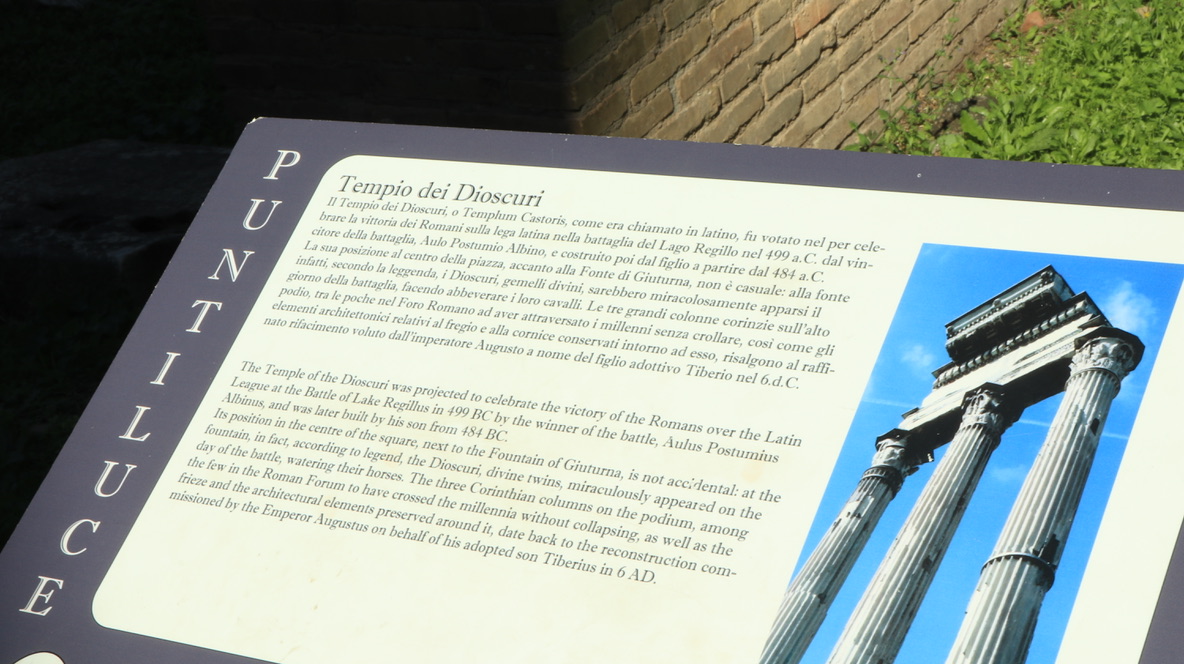 PUNTI LUCE
Tempio dei Dioscuri
Il Tempio dei Dioscuri, o Templum Castoris, come era chiamato in latino, fu votato nel per cele-
brare la vittoria dei Romani sulla lega latina nella battaglia del Lago Regillo nel 499 a.C. dal vin-
citore della battaglia, Aulo Postumio Albino, e costruito poi dal figlio a partire dal 484 a.C.
La sua posizione al centro della piazza, accanto alla Fonte di Giuturna, non è casuale: alla fonte
infatti, secondo la leggenda, i Dioscuri, gemelli divini, sarebbero miracolosamente apparsi il
giorno della battaglia, facendo abbeverare i loro cavalli. Le tre grandi colonne corinzie sull'alto
podio, tra le poche nel Foro Romano ad aver attraversato i millenni senza crollare, così come gli
elementi architettonici relativi al fregio e alla cornice conservati intorno ad esso, risalgono al raffi-
nato rifacimento voluto dall'imperatore Augusto a nome del figlio adottivo Tiberio nel 6.d.C.
The Temple of the Dioscuri was projected to celebrate the victory of the Romans over the Latin
League at the Battle of Lake Regillus in 499 BC by the winner of the battle, Aulus Postumius
Albinus, and was later built by his son from 484 BC.
Its position in the centre of the square, next to the Fountain of Giuturna, is not accidental: at the
fountain, in fact, according to legend, the Dioscuri, divine twins, miraculously appeared on the
day of the battle, watering their horses. The three Corinthian columns on the podium, among
the few in the Roman Forum to have crossed the millennia without collapsing, as well as the
frieze and the architectural elements preserved around it, date back to the reconstruction com-
missioned by the Emperor Augustus on behalf of his adopted son Tiberius in 6 AD.